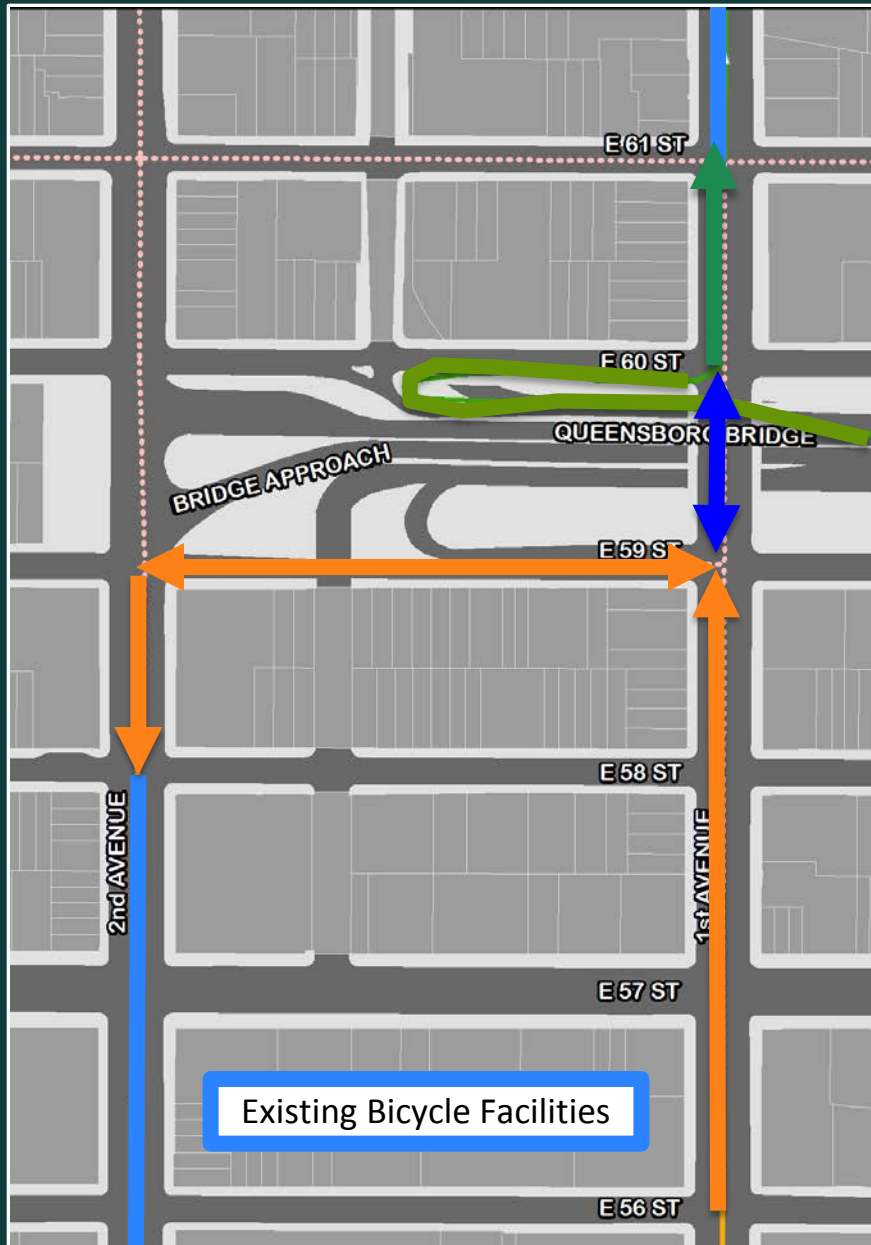 E 61 ST
E 60 ST
QUEENSBORO BRIDGE
BRIDGE APPROACH
E 59 ST
E 58 ST
2nd AVENUE
1st AVENUE
E 57 ST
Existing Bicycle Facilities
E 56 ST